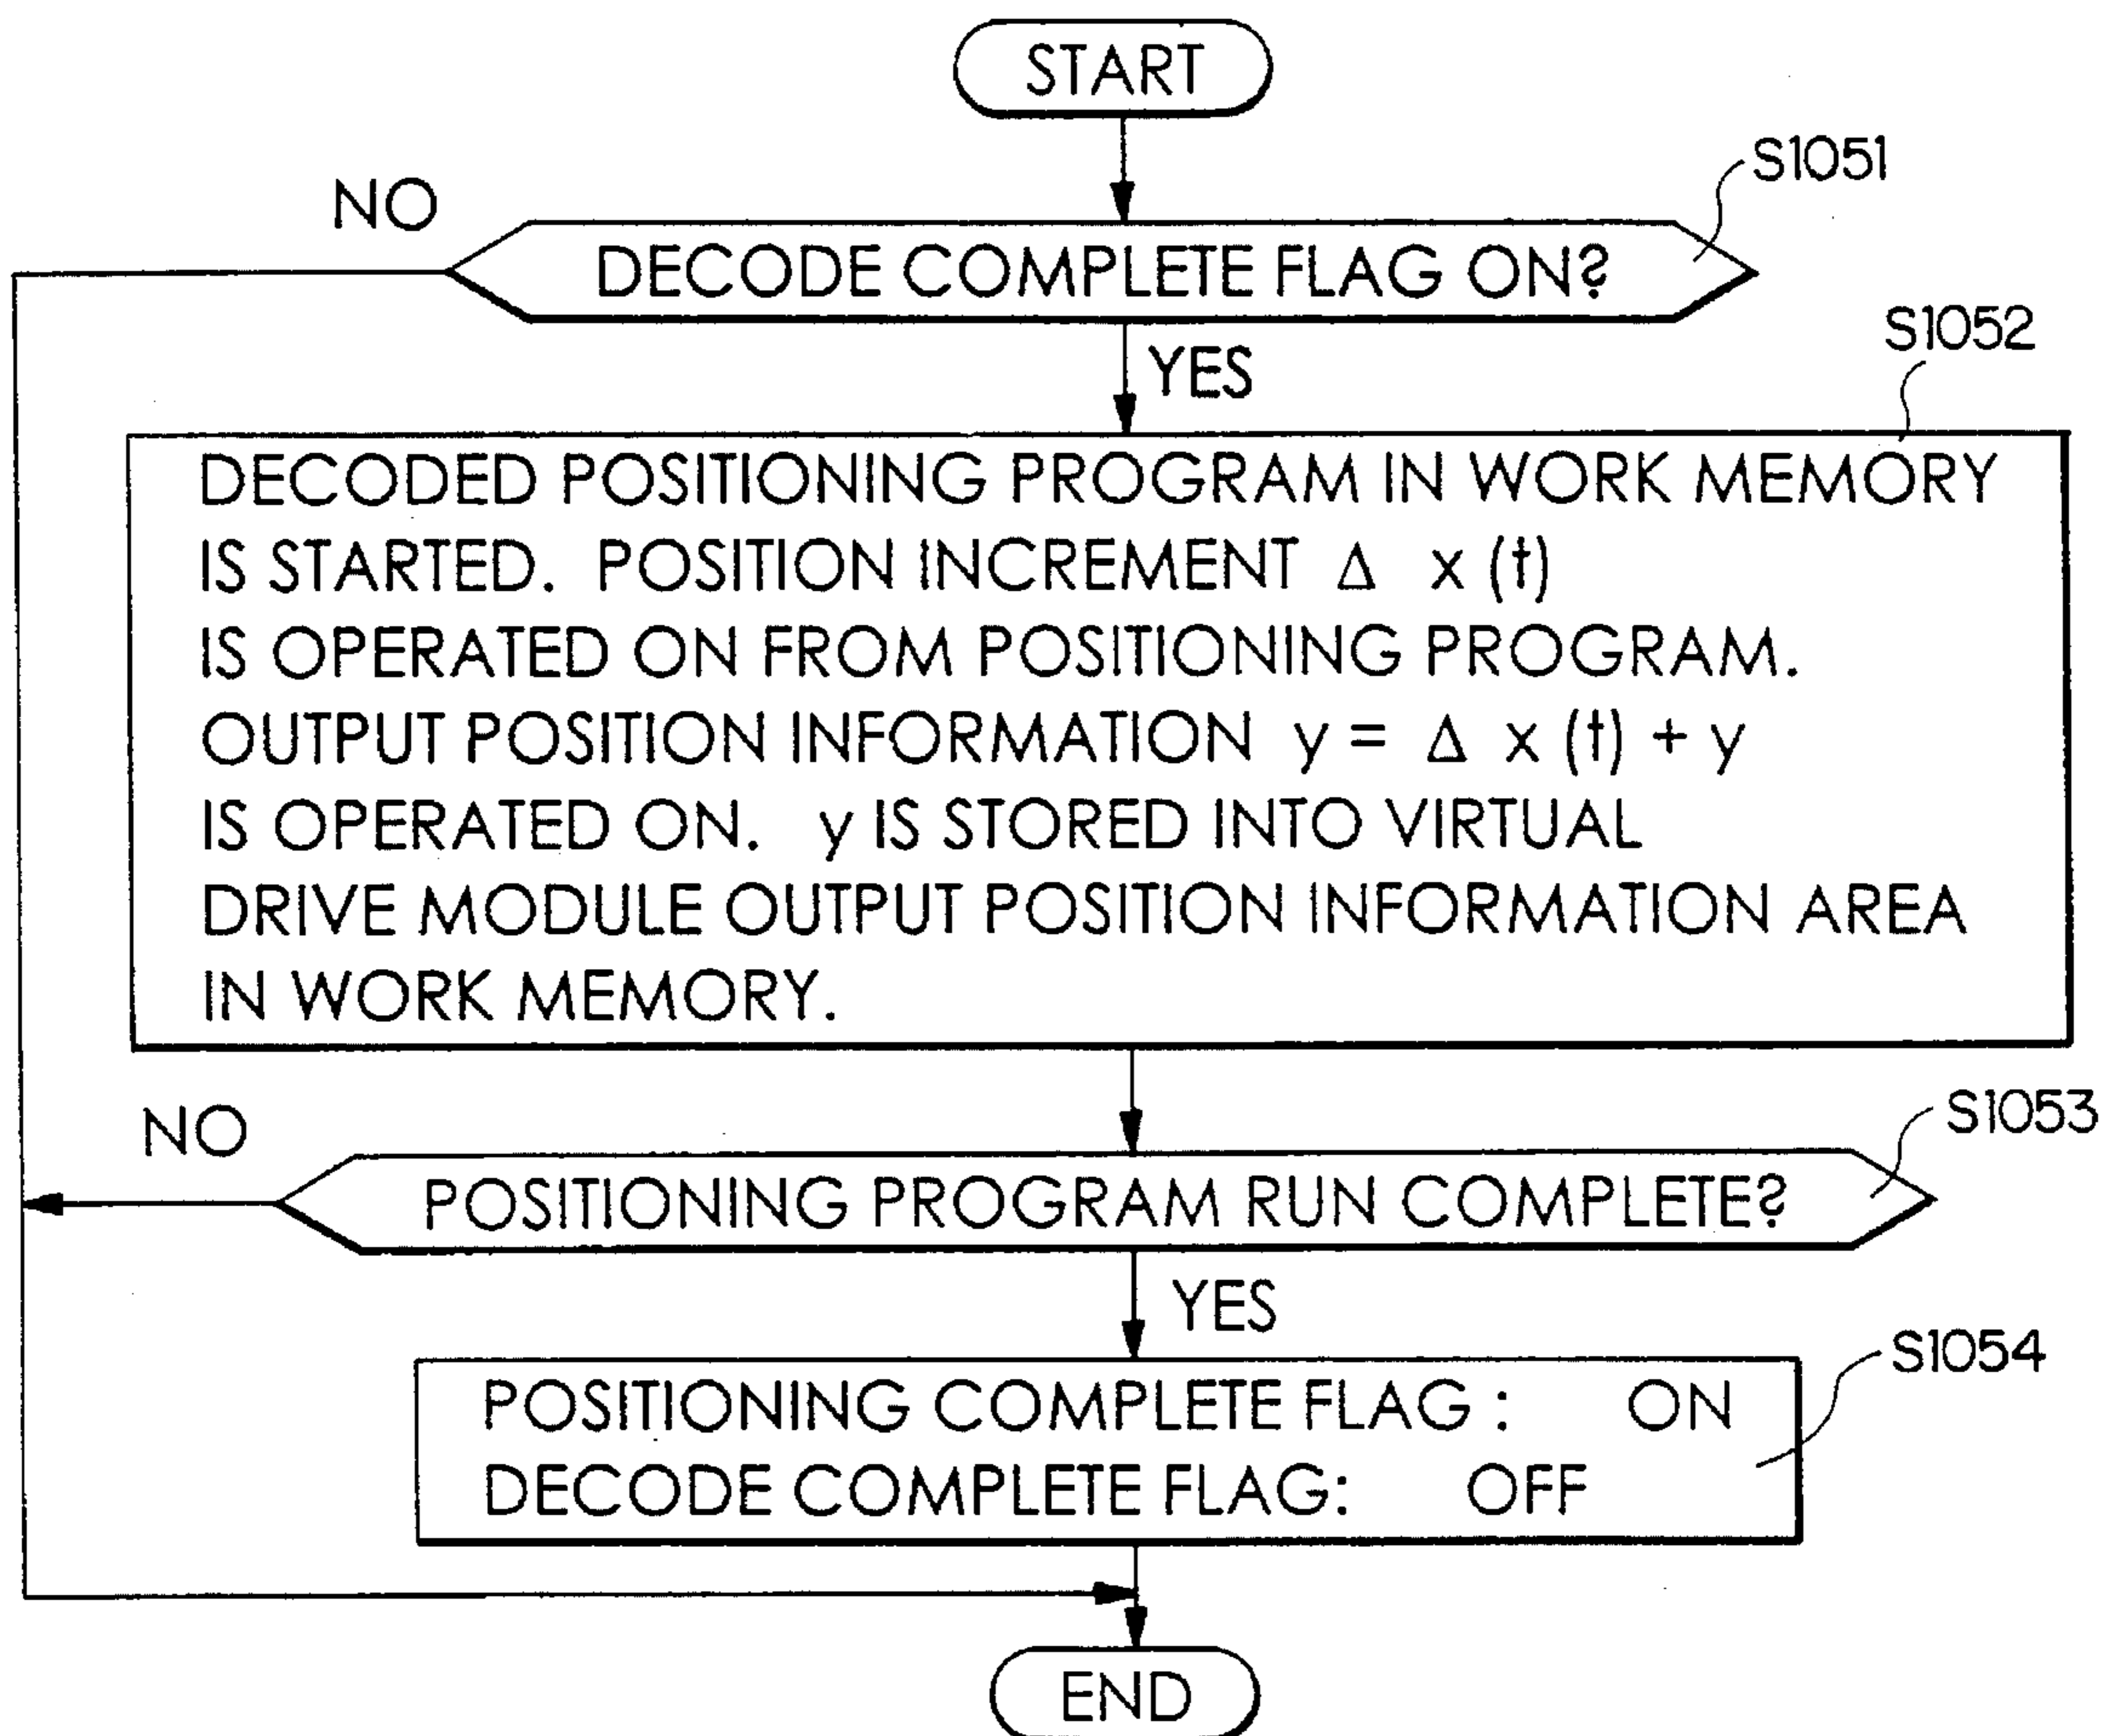 START
S1051
NO
DECODE COMPLETE FLAG ON?
S1052
YES
DECODED POSITIONING PROGRAM IN WORK MEMORY
IS STARTED. POSITION INCREMENT Δ x (t)
IS OPERATED ON FROM POSITIONING PROGRAM.
OUTPUT POSITION INFORMATION y = Δ x (t) + y
IS OPERATED ON. y IS STORED INTO VIRTUAL
DRIVE MODULE OUTPUT POSITION INFORMATION AREA
IN WORK MEMORY.
S1053
NO
POSITIONING PROGRAM RUN COMPLETE?
YES
S1054
POSITIONING COMPLETE FLAG : ON
DECODE COMPLETE FLAG: OFF
END